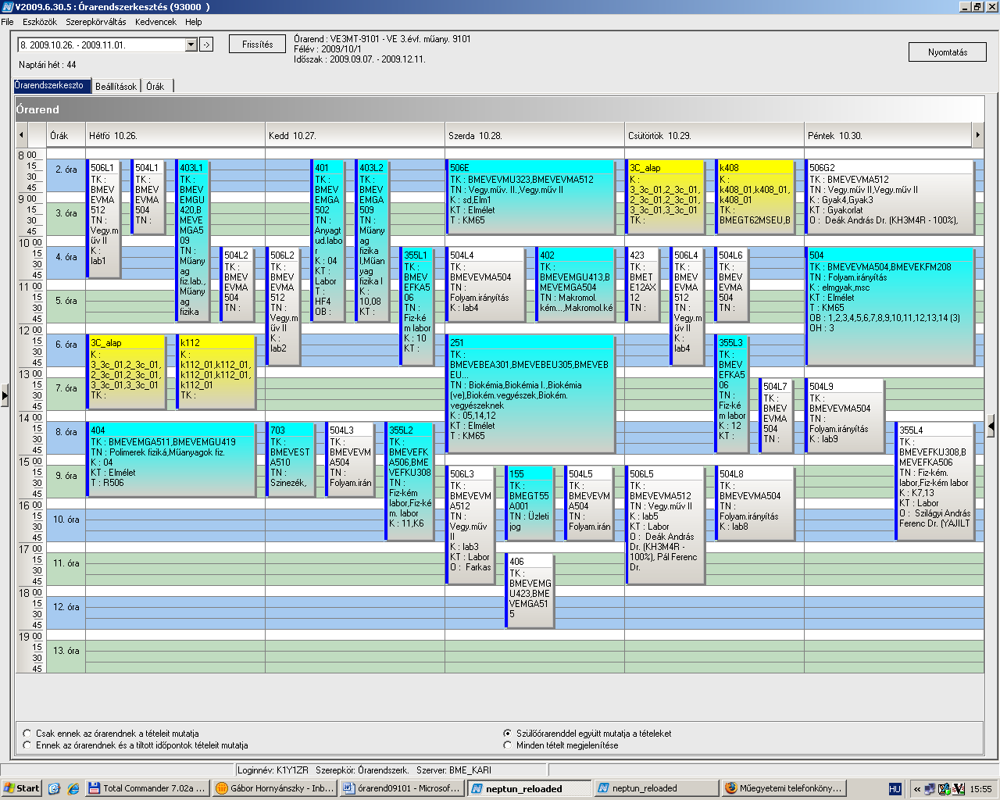 V2009.6.30.5 : Órarendszerkesztés (93000 )
File Eszközök Szerepkörváltás Kedvencek Help
8. 2009.10.26. - 2009.11.01.
->
Frissítés
Órarend : VE3MT-9101 - VE 3.évf. műany. 9101
Félév : 2009/10/1
Időszak : 2009.09.07. - 2009.12.11.
Nyomtatás
Naptári hét : 44
Órarendszerkeszto Beállítások Órák
Órarend
Órák Hétfő 10.26. Kedd 10.27. Szerda 10.28. Csütörtök 10.29. Péntek 10.30.
8 00
15
30
45
9 00
15
30
45
10 00
15
30
45
11 00
15
30
45
12 00
15
30
45
13 00
15
30
45
14 00
15
30
45
15 00
15
30
45
16 00
15
30
45
17 00
15
30
45
18 00
15
30
45
19 00
15
30
45
2. óra
3. óra
4. óra
5. óra
6. óra
7. óra
8. óra
9. óra
10. óra
11. óra
12. óra
13. óra
506L1
TK :
BMEV
EVMA
512
TN :
Vegy.m
űv II
K :
lab1
504L1
TK :
BMEV
EVMA
504
TN :
403L1
TK :
BMEV
EMGU
420,B
MEVE
MGA5
09
TN :
Műany
ag
fiz.lab.,
Műany
ag
fizika
504L2
TK :
BMEV
EVMA
504
TN :
3C_alap
K :
3_3c_01,2_3c_01,
2_3c_01,2_3c_01,
3_3c_01,3_3c_01
TK :
k112
K :
k112_01,k112_01,
k112_01,k112_01,
k112_01
TK :
404
TK : BMEVEMGA511,BMEVEMGU419
TN : Polimerek fiziká,Műanyagok fiz.
K : 04
KT : Elmélet
T : R506
506L2
TK :
BMEV
EVMA
512
TN :
Vegy.m
űv II
K :
lab2
401
TK :
BMEV
EMGA
502
TN :
Anyagt
ud.labo
r
K : 04
KT :
Labor
T :
HF4
OB :
403L2
TK :
BMEV
EMGA
509
TN :
Műany
ag
fizika
l,Műan
yag
fizika l
K :
10,08
KT :
355L1
TK :
BMEV
EFKA5
06
TN :
Fiz-ké
m labor
K : 10
KT :
703
TK :
BMEVEST
A510
TN :
Szinezék,
504L3
TK :
BMEVEVM
A504
TN :
Folyam.irán
355L2
TK :
BMEVEFK
A506,BME
VEFKU308
TN :
Fiz-kém
labor,Fiz-ké
m. labor
K : 11,K6
506E
TK : BMEVEVMU323,BMEVEVMA512
TN : Vegy.műv. II.,Vegy.műv II
K : sd,Elm1
KT : Elmélet
T : KM65
504L4
TK :
BMEVEVMA504
TN :
Folyam.irányítás
K : lab4
402
TK :
BMEVEMGU413,B
MEVEMGA504
TN : Makromol.
kém...,Makromol.ké
251
TK :
BMEVEBEA301,BMEVEBEU305,BMEVEB
EU...
TN : Biokémia,Biokémia I.,Biokémia
(ve),Biokém.vegyészek,Biokém.
vegyészeknek
K : 05,14,12
KT : Elmélet
T : KM65
506L3
TK :
BMEVEVM
A512
TN :
Vegy.műv
II
K : lab3
KT : Labor
O : Farkas
155
TK :
BMEGT55
A001
TN : Üzleti
jog
504L5
TK :
BMEVEVM
A504
TN :
Folyam.irán
406
TK :
BMEVEMG
U423,BM
EVEMGA51
5
3C_alap
K :
3_3c_01,2_3c_01,
2_3c_01,2_3c_01,
3_3c_01,3_3c_01
TK :
k408
K :
k408_01,k408_01,
k408_01
TK :
BMEGT62MSEU,B
423
TK :
BMET
E12AX
12
TN :
506L4
TK :
BMEV
EVMA
512
TN :
Vegy.m
űv II
K :
lab4
504L6
TK :
BMEV
EVMA
504
TN :
355L3
TK :
BMEV
EFKA5
06
TN :
Fiz-ké
m labor
K : 12
KT :
504L7
TK :
BMEV
EVMA
504
TN :
506L5
TK :
BMEVEVMA512
TN : Vegy.műv II
K : lab5
KT : Labor
O : Deák András
Dr. (KH3M4R -
100%), Pál Ferenc
Dr.
504L8
TK :
BMEVEVMA504
TN :
Folyam.irányítás
K : lab8
506G2
TK : BMEVEVMA512
TN : Vegy.műv II,Vegy.műv II
K : Gyak4,Gyak3
KT : Gyakorlat
O : Deák András Dr. (KH3M4R - 100%),
504
TK : BMEVEVMA504,BMEVEKFM208
TN : Folyam.irányítás
K : elmgyak,msc
KT : Elmélet
T : KM65
OB : 1,2,3,4,5,6,7,8,9,10,11,12,13,14 (3)
OH : 3
504L9
TK :
BMEVEVMA504
TN :
Folyam.irányítás
K : lab9
355L4
TK :
BMEVEFKU308,B
MEVEFKA506
TN : Fiz-kém.
labor,Fiz-kém labor
K : K7,13
KT : Labor
O : Szilágyi András
Ferenc Dr. (YAJILT
Csak ennek az órarendnek a tételeit mutatja
Ennek az órarendnek és a tiltott időpontok tételeit mutatja
Szülőórarenddel együtt mutatja a tételeket
Minden tételt megjelenítése
Loginnév: K1Y1ZR Szerepkör: Órarendszerk. Szerver: BME_KARI
Start Total Commander 7.02a ... Gábor Hornyánszky - Inb... órarend09101 - Microsof... neptun_reloaded neptun_reloaded Műegyetemi telefonköny... HU « 15:55